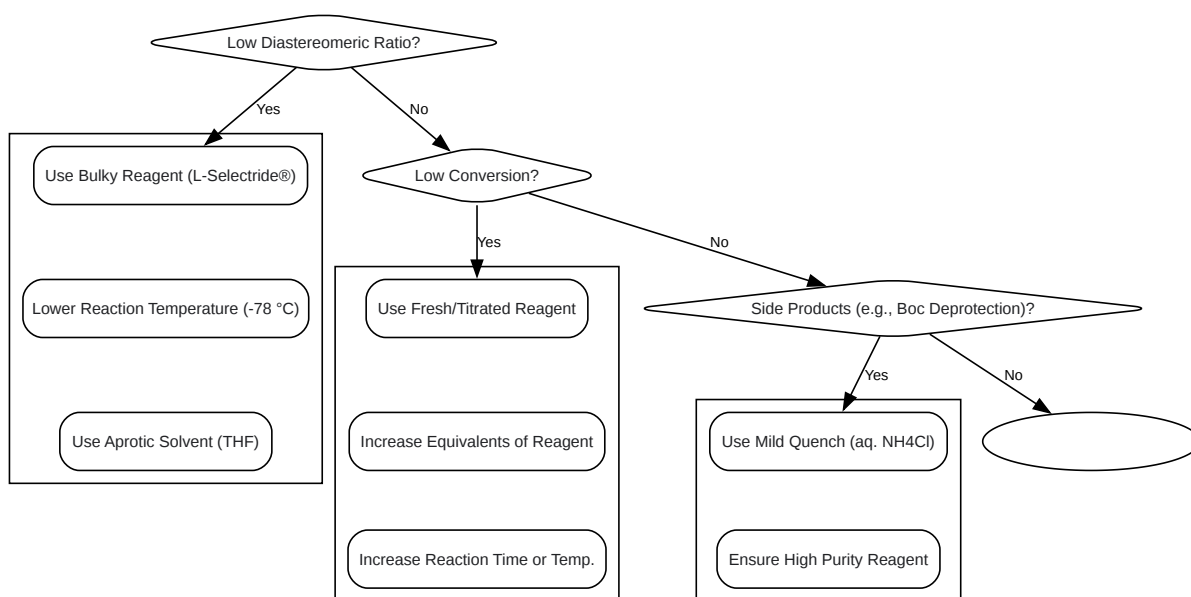 Low Diastereomeric Ratio?
Yes
No
Use Bulky Reagent (L-Selectride®)
Low Conversion?
Yes
No
Lower Reaction Temperature (-78 °C)
Use Fresh/Titrated Reagent
Side Products (e.g., Boc Deprotection)?
Yes
No
Use Aprotic Solvent (THF)
Increase Equivalents of Reagent
Use Mild Quench (aq. NH4Cl)
Increase Reaction Time or Temp.
Ensure High Purity Reagent